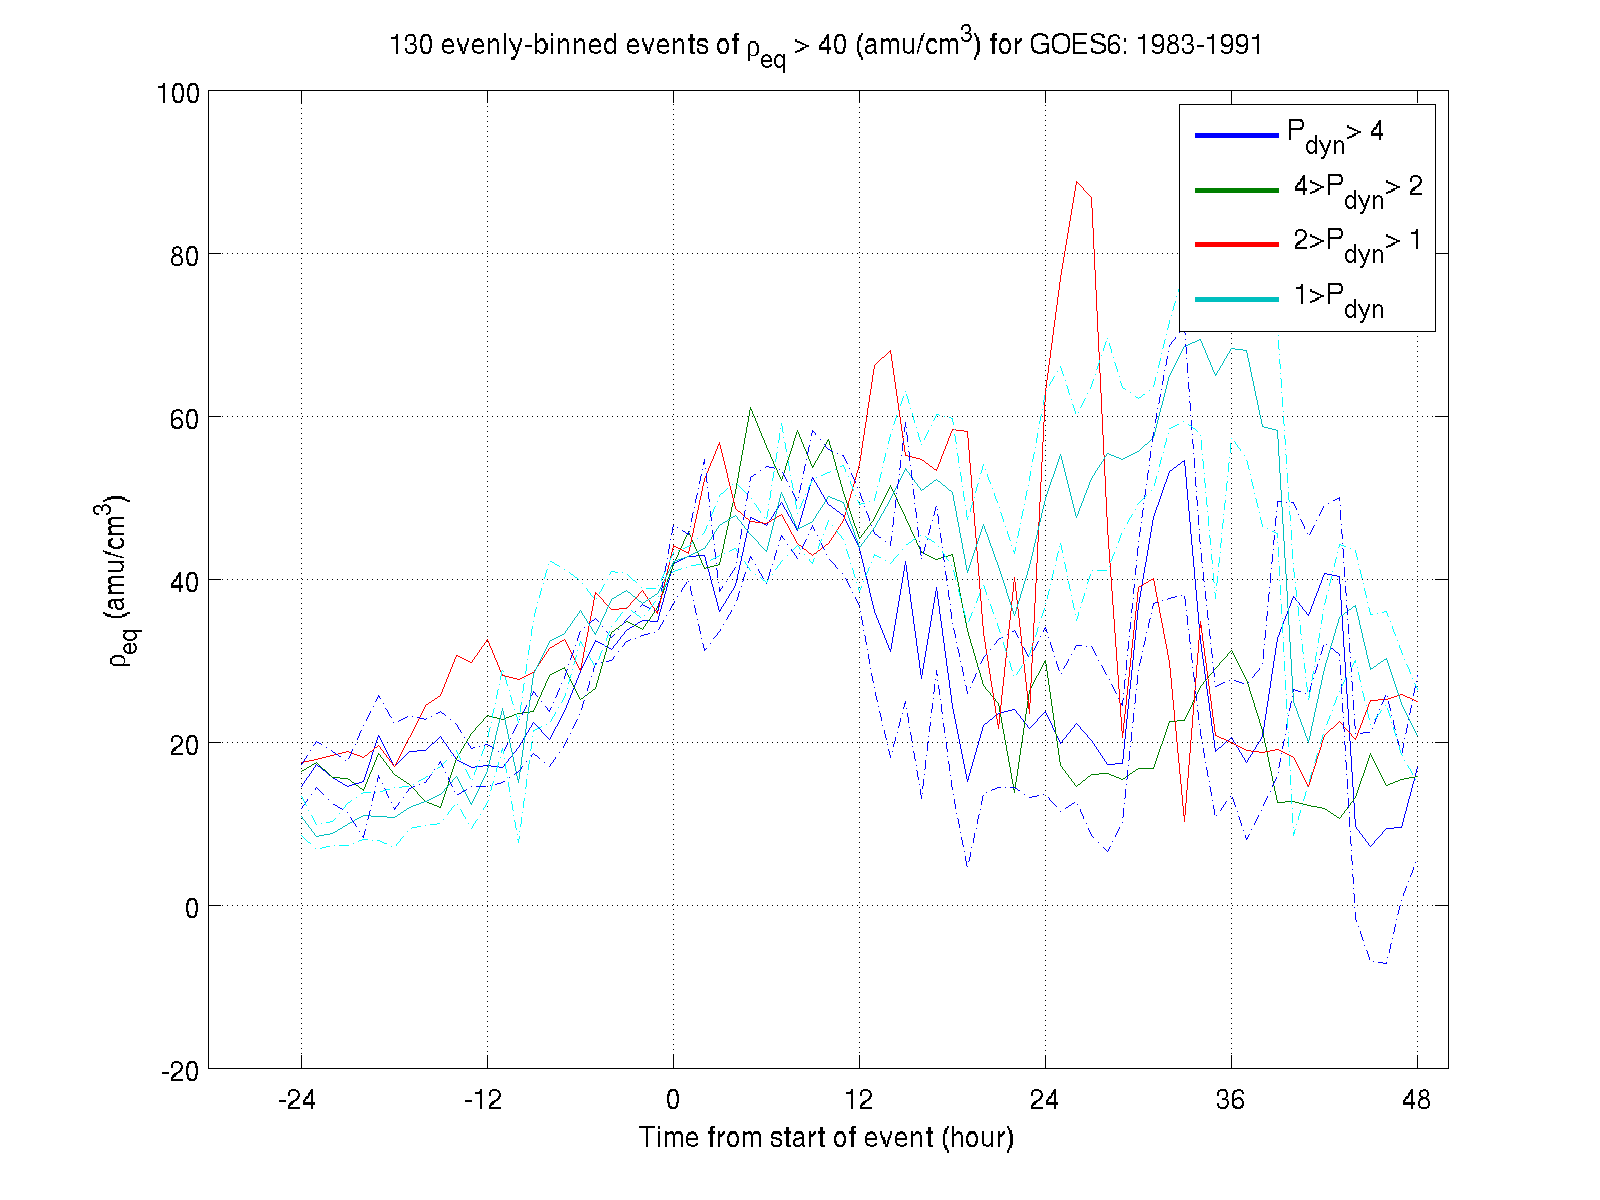 130 evenly-binned events of ρeq > 40 (amu/cm³) for GOES6: 1983-1991
100
80
60
40
20
0
-20
ρeq (amu/cm³)
Pdyn> 4
4>Pdyn> 2
2>Pdyn> 1
1>Pdyn
-24
-12
0
12
24
36
48
Time from start of event (hour)